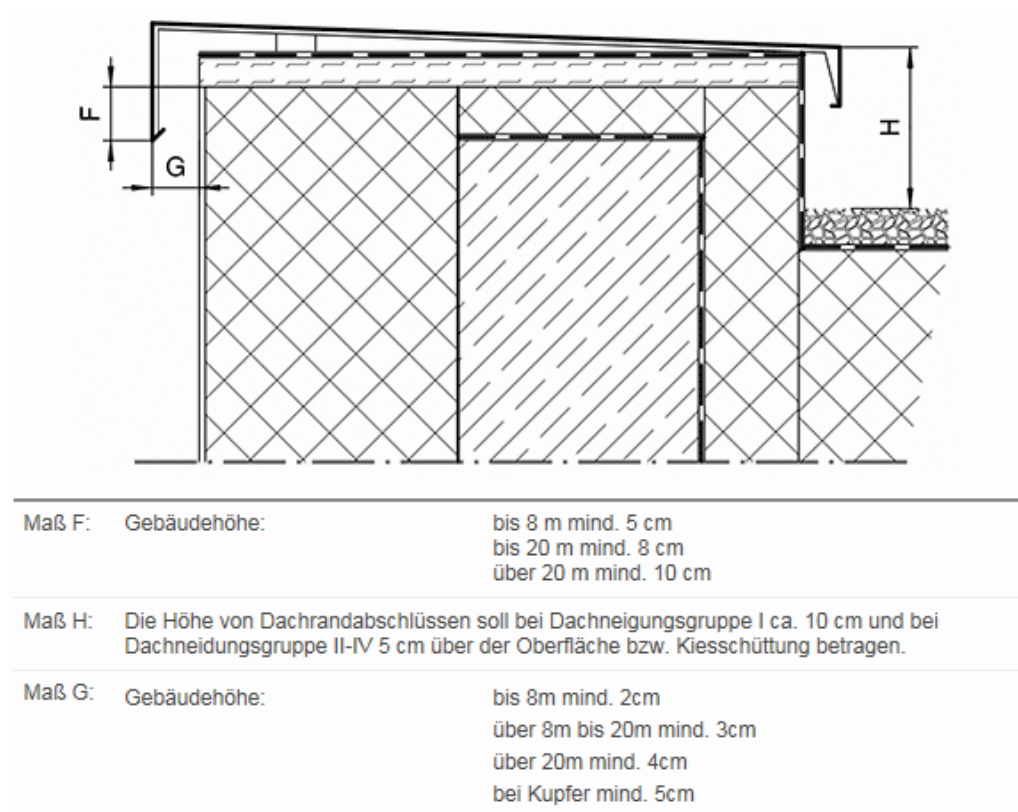 F
G
H
Maß F: Gebäudehöhe: bis 8 m mind. 5 cm
bis 20 m mind. 8 cm
über 20 m mind. 10 cm
Maß H: Die Höhe von Dachrandabschlüssen soll bei Dachneigungsgruppe I ca. 10 cm und bei
Dachneidungsgruppe II-IV 5 cm über der Oberfläche bzw. Kiesschüttung betragen.
Maß G: Gebäudehöhe: bis 8m mind. 2cm
über 8m bis 20m mind. 3cm
über 20m mind. 4cm
bei Kupfer mind. 5cm